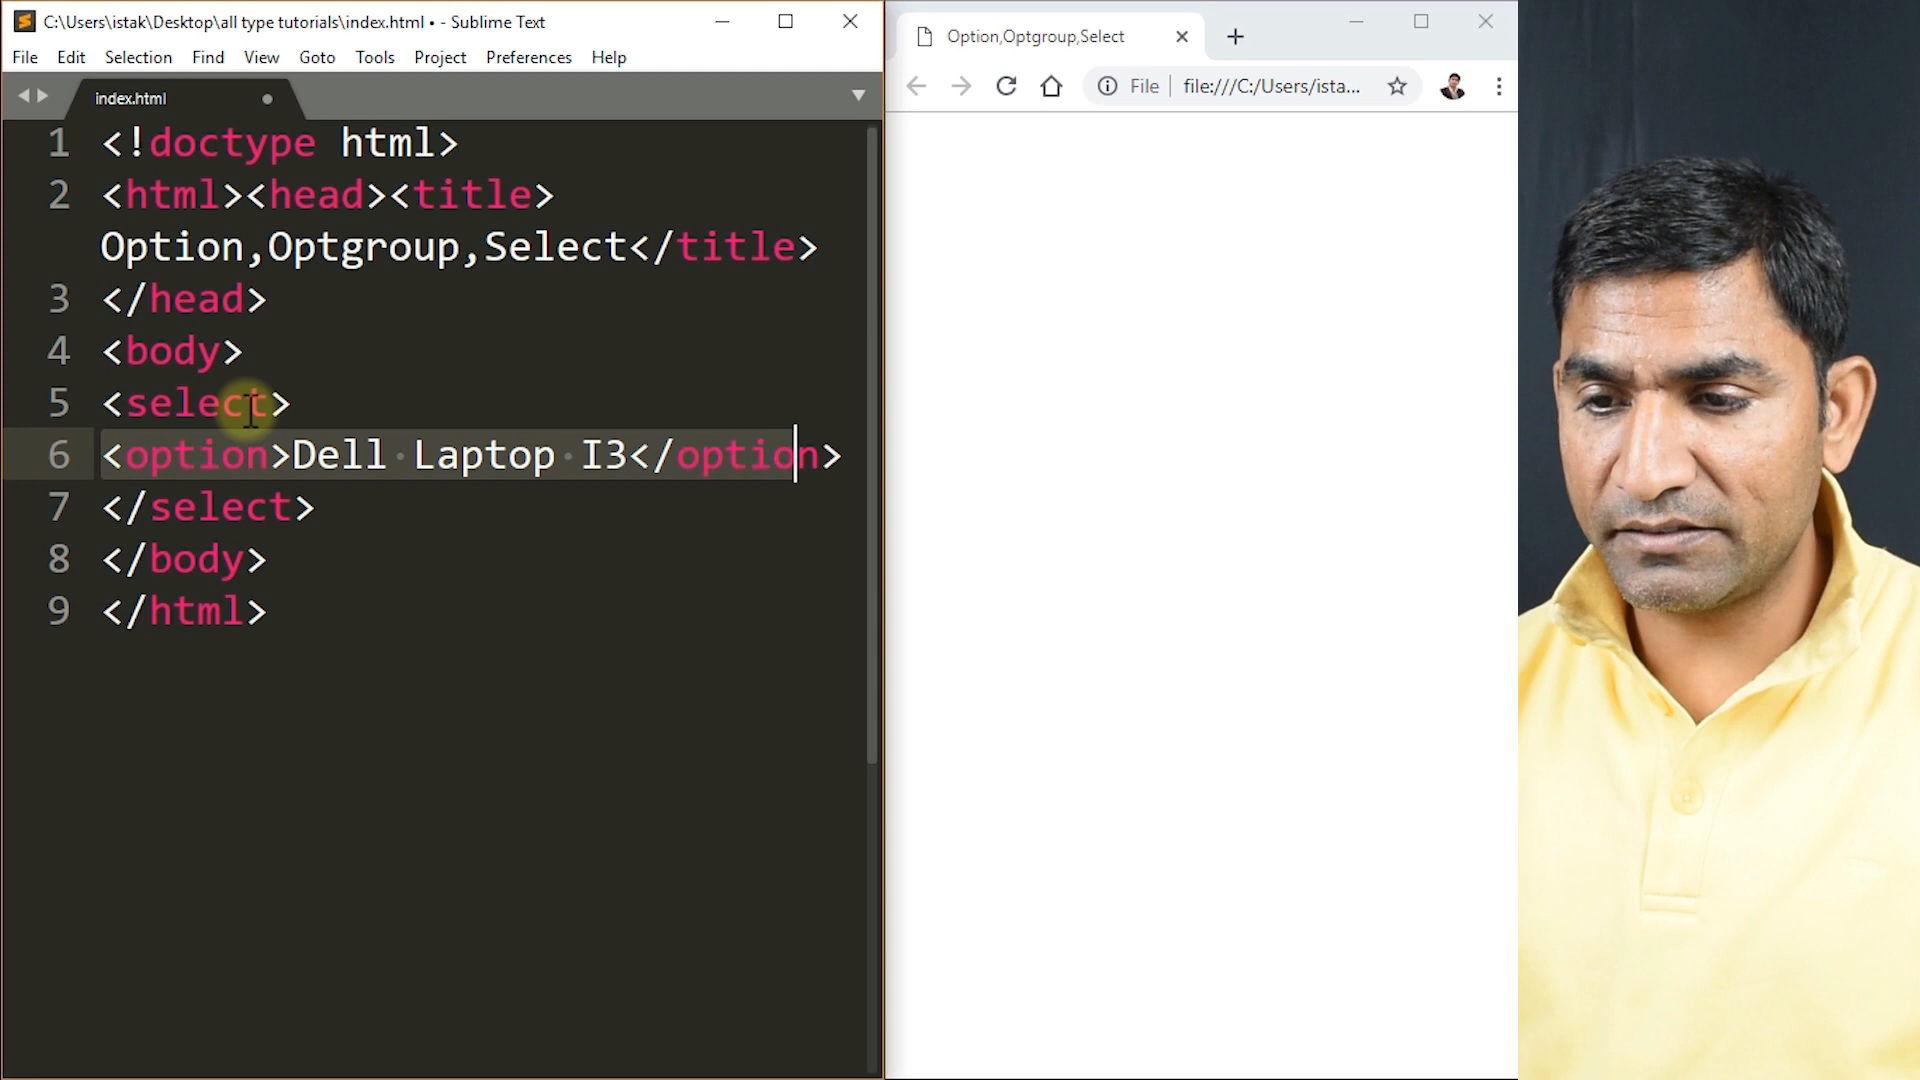 C:\Users\istak\Desktop\all type tutorials\index.html • - Sublime Text
File Edit Selection Find View Goto Tools Project Preferences Help
index.html
1 <!doctype html>
2 <html><head><title>
Option,Optgroup,Select</title>
3 </head>
4 <body>
5 <select>
6 <option>Dell Laptop I3</option>
7 </select>
8 </body>
9 </html>
Option,Optgroup,Select
File file:///C:/Users/ista...